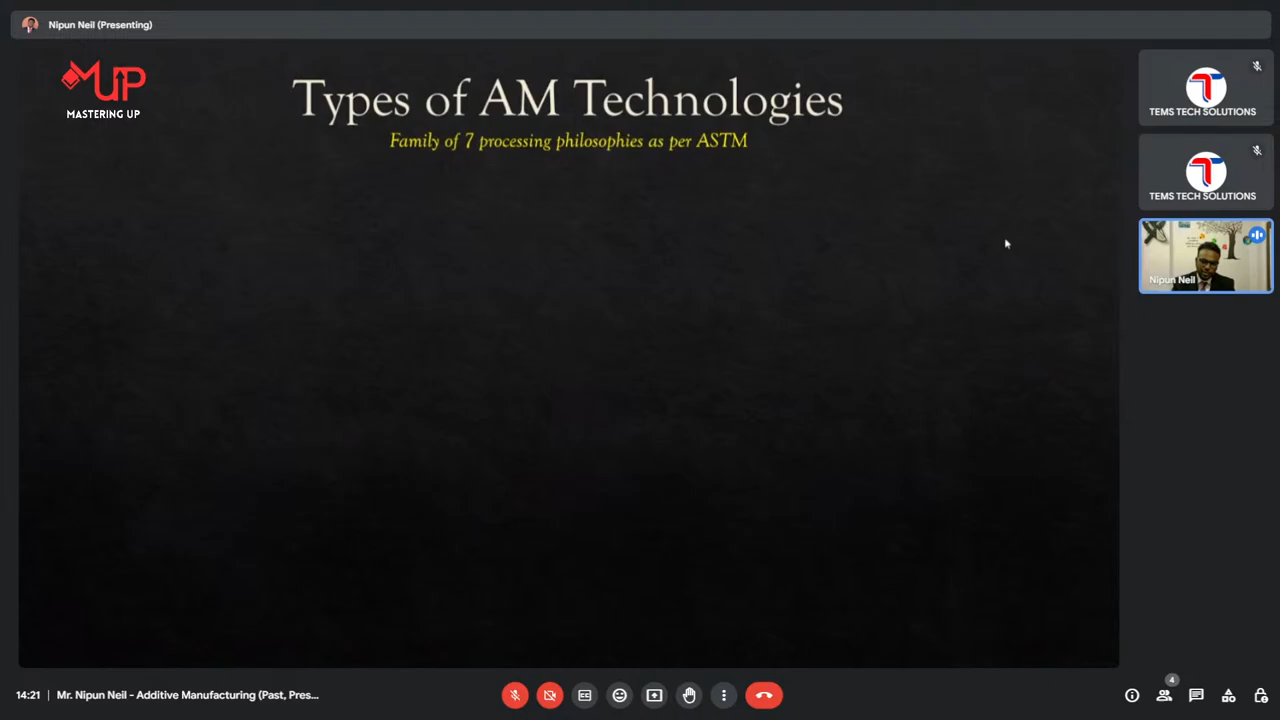 Nipun Neil (Presenting)
MUP
MASTERING UP
Types of AM Technologies
Family of 7 processing philosophies as per ASTM
TEMS TECH SOLUTIONS
TEMS TECH SOLUTIONS
Nipun Neil
14:21 | Mr. Nipun Neil - Additive Manufacturing (Past, Pres...
4